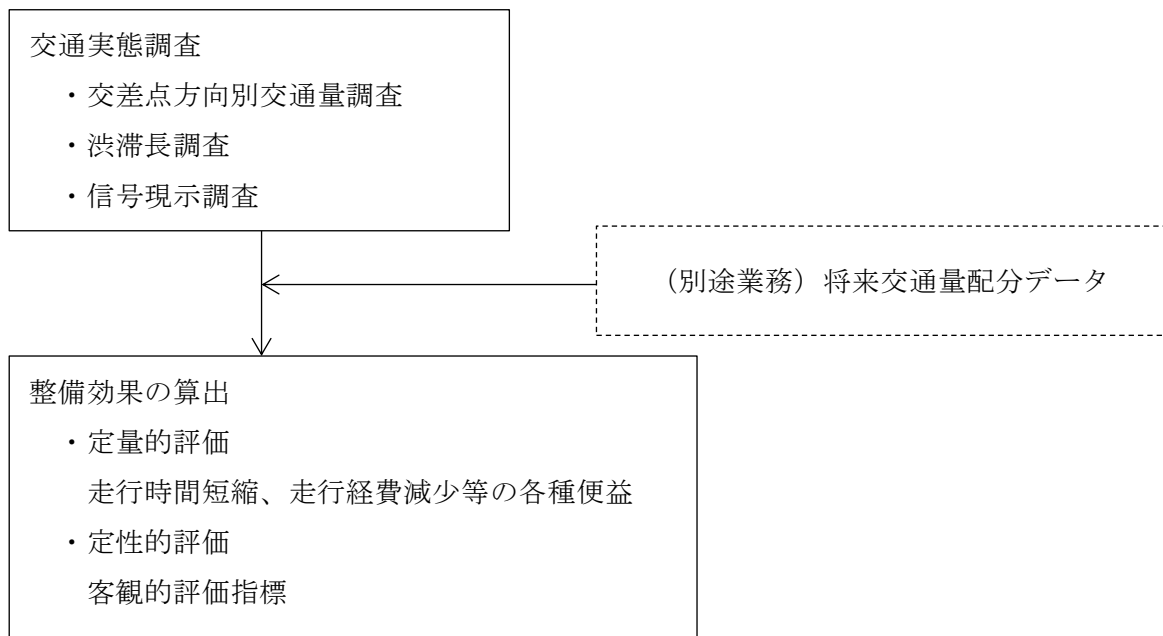 交通実態調査
・交差点方向別交通量調査
・渋滞長調査
・信号現示調査
（別途業務）将来交通量配分データ
整備効果の算出
・定量的評価
走行時間短縮、走行経費減少等の各種便益
・定性的評価
客観的評価指標